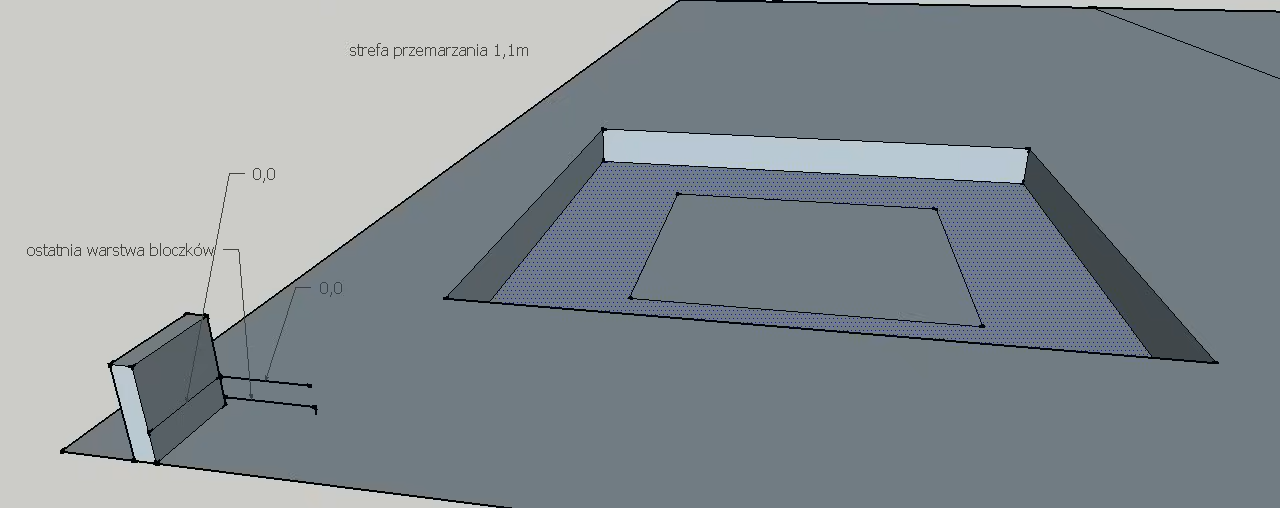 strefa przemarzania 1,1m
0,0
ostatnia warstwa bloczków
0,0